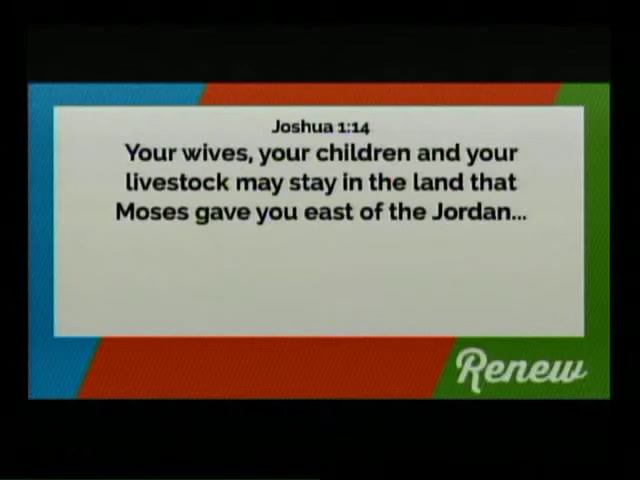 Joshua 1:14
Your wives, your children and your
livestock may stay in the land that
Moses gave you east of the Jordan...
Renew